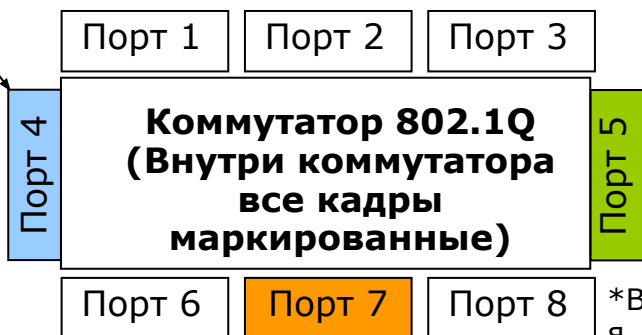 Порт 1
Порт 2
Порт 3
Порт 4
Коммутатор 802.1Q
(Внутри коммутатора
все кадры
маркированные)
Порт 5
Порт 6
Порт 7
Порт 8
*В